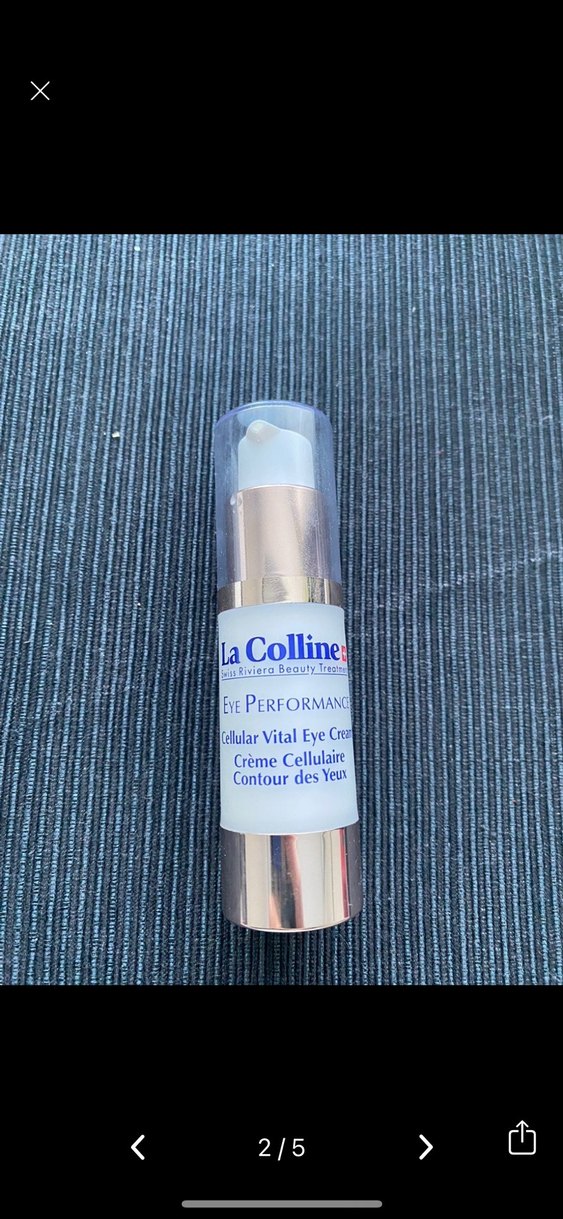 La Colline
Swiss Riviera Beauty Treatment
EYE PERFORMANCE
Cellular Vital Eye Cream
Crème Cellulaire
Contour des Yeux
2/5